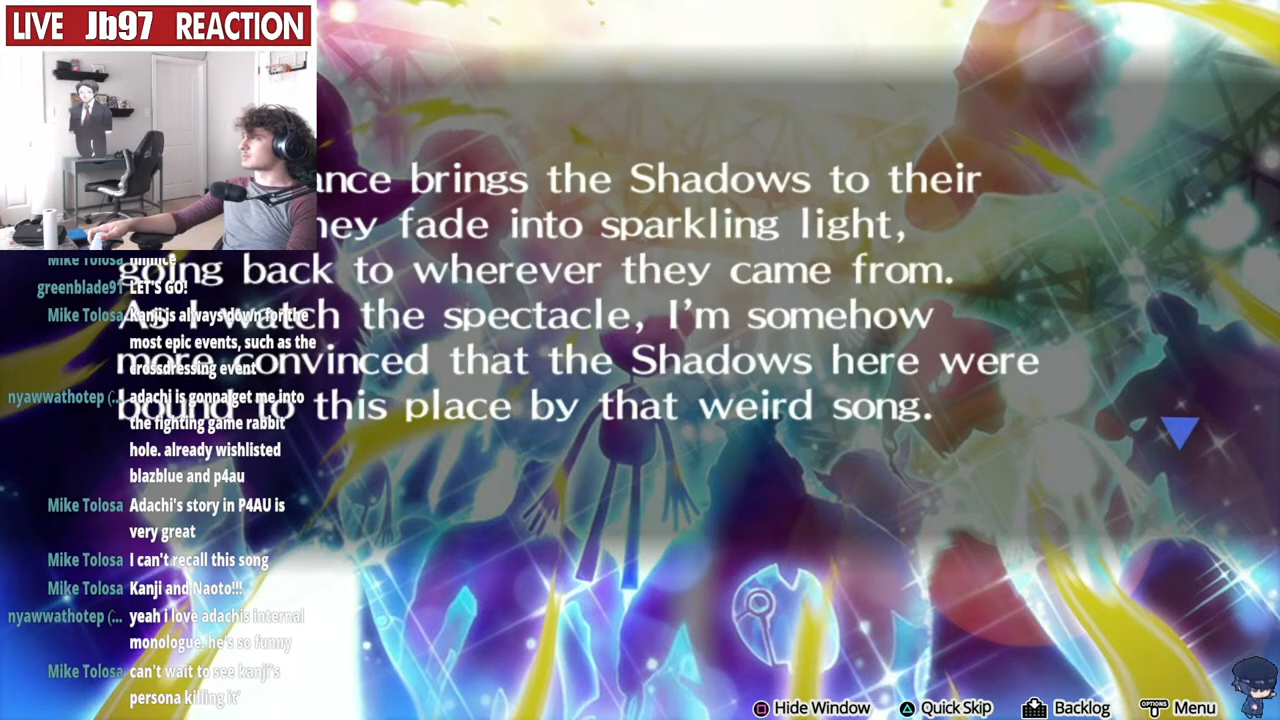 LIVE Jb97 REACTION
ance brings the Shadows to their
hey fade into sparkling light,
going back to wherever they came from.
As I watch the spectacle, I'm somehow
more convinced that the Shadows here were
bound to this place by that weird song.
Mike Tolosa
greenblade91 LET'S GO!
Mike Tolosa Kanji is always down for the
most epic events, such as the
crossdressing event
nyawwathotep (... adachi is gonna get me into
the fighting game rabbit
hole. already wishlisted
blazblue and p4au
Mike Tolosa Adachi's story in P4AU is
very great
Mike Tolosa I can't recall this song
Mike Tolosa Kanji and Naoto!!!
nyawwathotep (... yeah i love adachis internal
monologue. he's so funny
Mike Tolosa can't wait to see kanji's
persona killing it'
Hide Window Quick Skip Backlog OPTIONS Menu